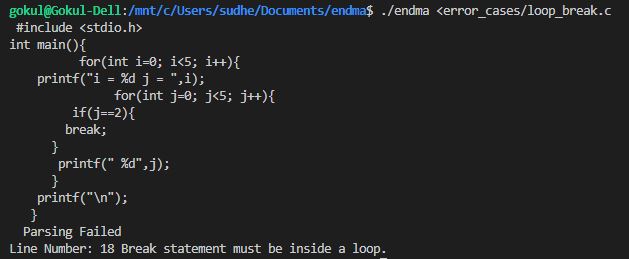 gokul@Gokul-Dell:/mnt/c/Users/sudhe/Documents/endma$ ./endma <error_cases/loop_break.c
#include <stdio.h>
int main(){
for(int i=0; i<5; i++){
printf("i = %d j = ",i);
for(int j=0; j<5; j++){
if(j==2){
break;
}
printf(" %d",j);
}
printf("\n");
}
Parsing Failed
Line Number: 18 Break statement must be inside a loop.